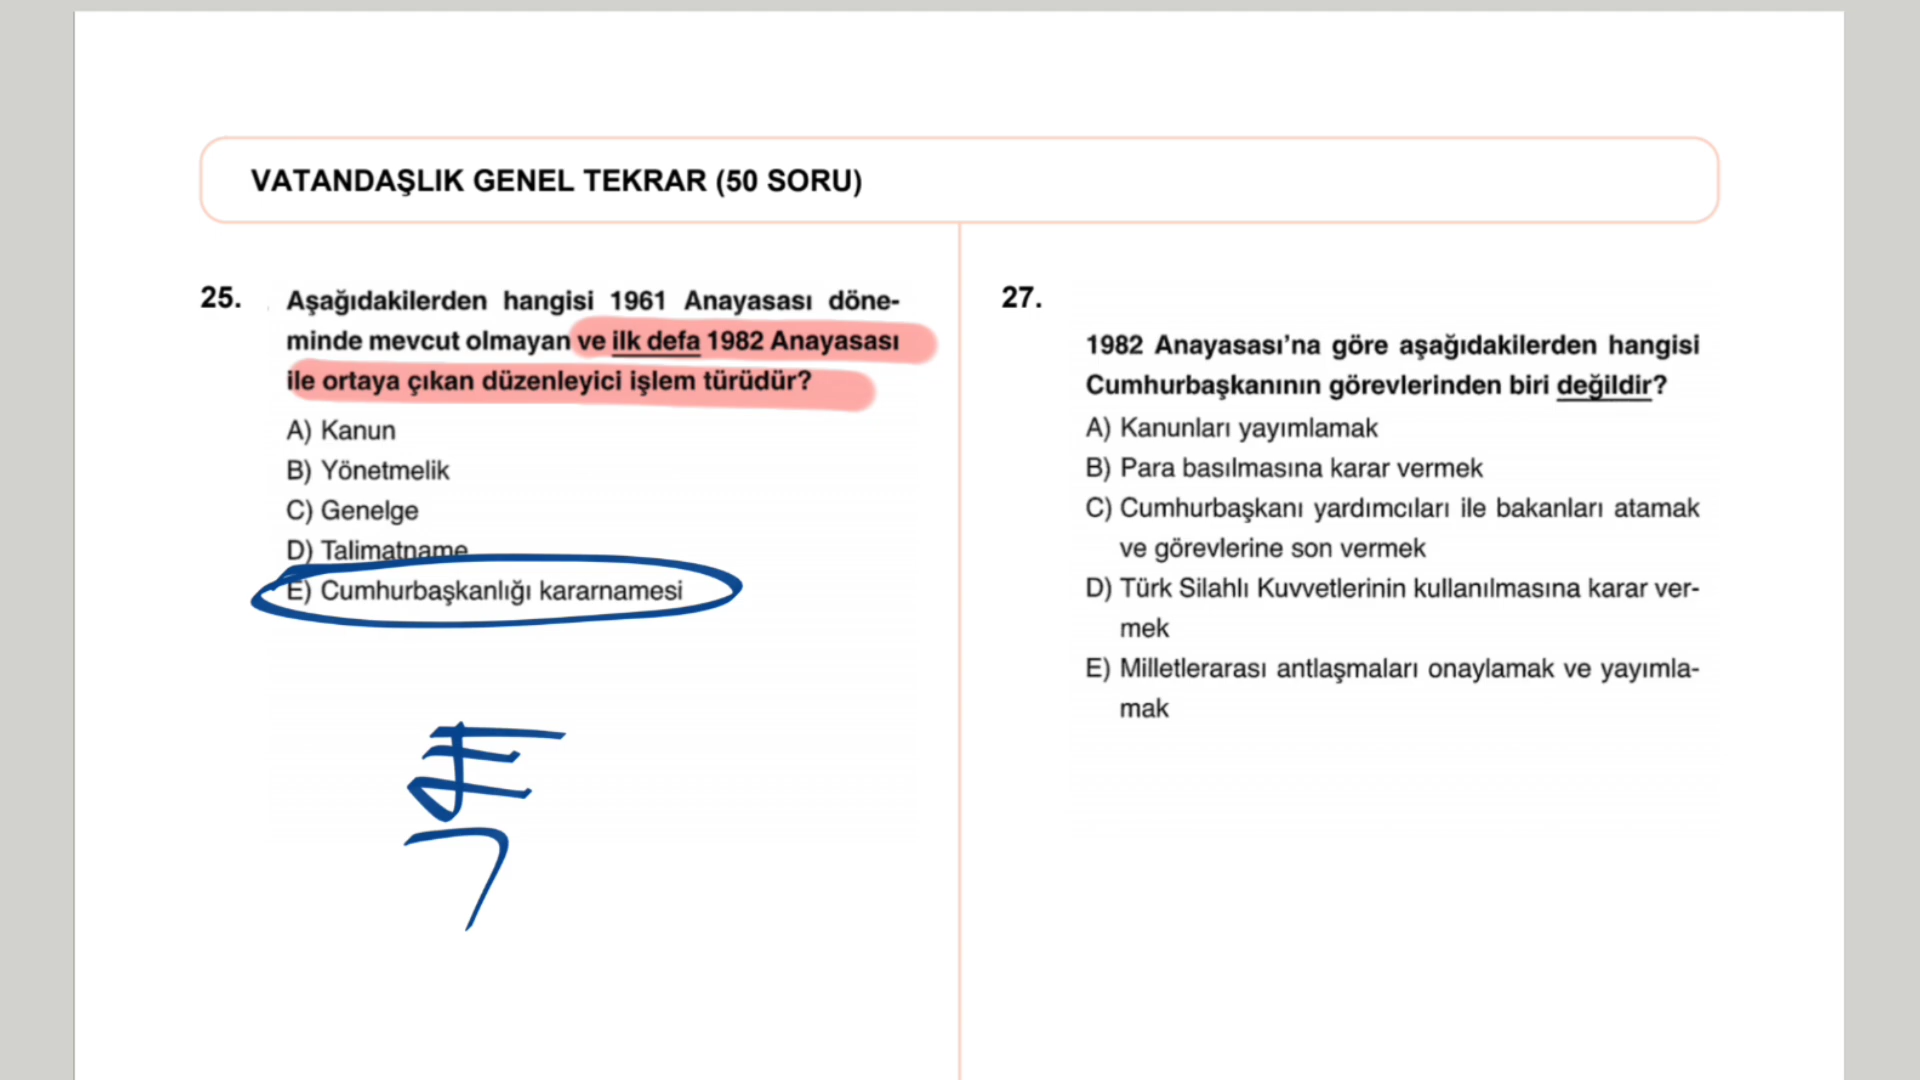 VATANDAŞLIK GENEL TEKRAR (50 SORU)
25.
Aşağıdakilerden hangisi 1961 Anayasası döne-
minde mevcut olmayan ve ilk defa 1982 Anayasası
ile ortaya çıkan düzenleyici işlem türüdür?
A) Kanun
B) Yönetmelik
C) Genelge
D) Talimatname
E) Cumhurbaşkanlığı kararnamesi
27.
1982 Anayasası’na göre aşağıdakilerden hangisi
Cumhurbaşkanının görevlerinden biri değildir?
A) Kanunları yayımlamak
B) Para basılmasına karar vermek
C) Cumhurbaşkanı yardımcıları ile bakanları atamak
ve görevlerine son vermek
D) Türk Silahlı Kuvvetlerinin kullanılmasına karar ver-
mek
E) Milletlerarası antlaşmaları onaylamak ve yayımla-
mak